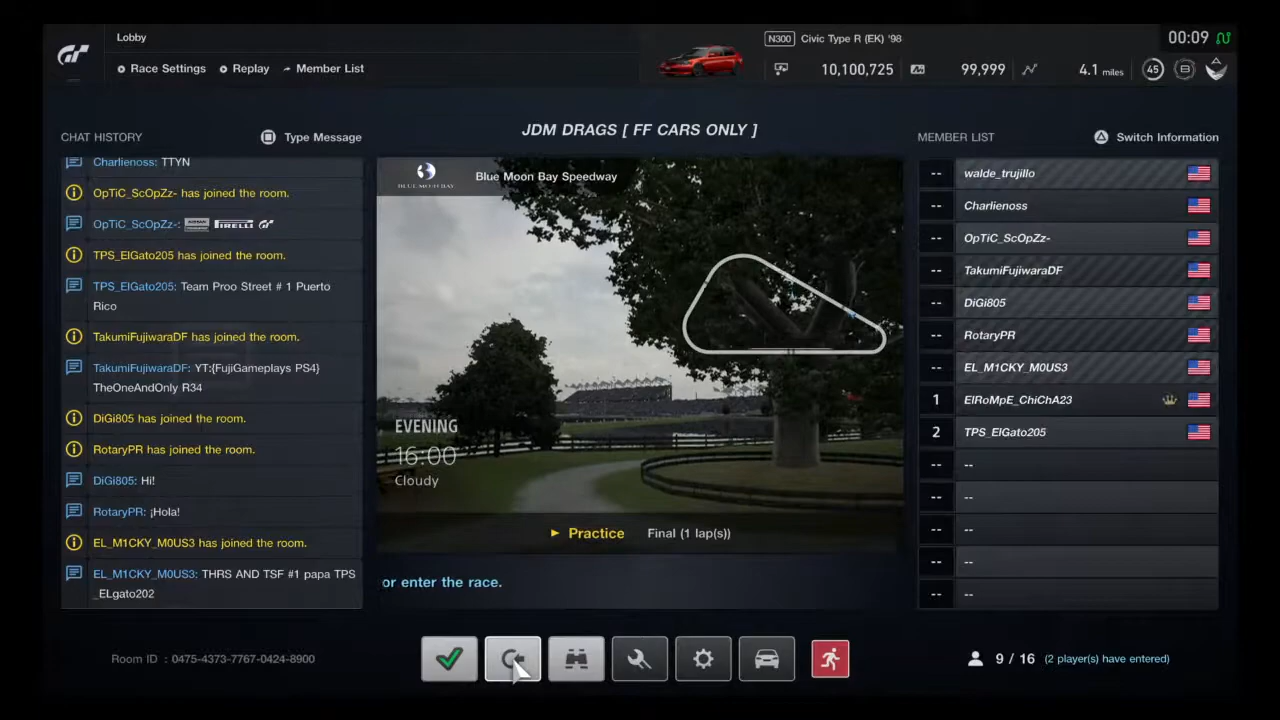 Lobby
N300 Civic Type R (EK) '98
00:09
Race Settings Replay Member List
10,100,725 99,999 4.1 miles 45 B
CHAT HISTORY Type Message
JDM DRAGS [ FF CARS ONLY ]
MEMBER LIST Switch Information
Charlienoss: TTYN
OpTiC_ScOpZz- has joined the room.
OpTiC_ScOpZz-: PIRELLI GT
TPS_ElGato205 has joined the room.
TPS_ElGato205: Team Proo Street # 1 Puerto
Rico
TakumiFujiwaraDF has joined the room.
TakumiFujiwaraDF: YT:{FujiGameplays PS4}
TheOneAndOnly R34
DiGi805 has joined the room.
RotaryPR has joined the room.
DiGi805: Hi!
RotaryPR: ¡Hola!
EL_M1CKY_M0US3 has joined the room.
EL_M1CKY_M0US3: THRS AND TSF #1 papa TPS
_ELgato202
BLUE MOON BAY
Blue Moon Bay Speedway
EVENING
16:00
Cloudy
Practice Final (1 lap(s))
or enter the race.
-- walde_trujillo
-- Charlienoss
-- OpTiC_ScOpZz-
-- TakumiFujiwaraDF
-- DiGi805
-- RotaryPR
-- EL_M1CKY_M0US3
1 ElRoMpE_ChiChA23
2 TPS_ElGato205
-- --
-- --
-- --
-- --
-- --
Room ID : 0475-4373-7767-0424-8900
9 / 16 (2 player(s) have entered)